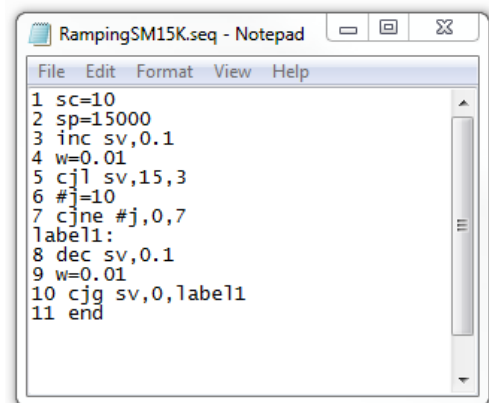 RampingSM15K.seq - Notepad
File Edit Format View Help
1 sc=10
2 sp=15000
3 inc sv,0.1
4 w=0.01
5 cjl sv,15,3
6 #j=10
7 cjne #j,0,7
label1:
8 dec sv,0.1
9 w=0.01
10 cjg sv,0,label1
11 end